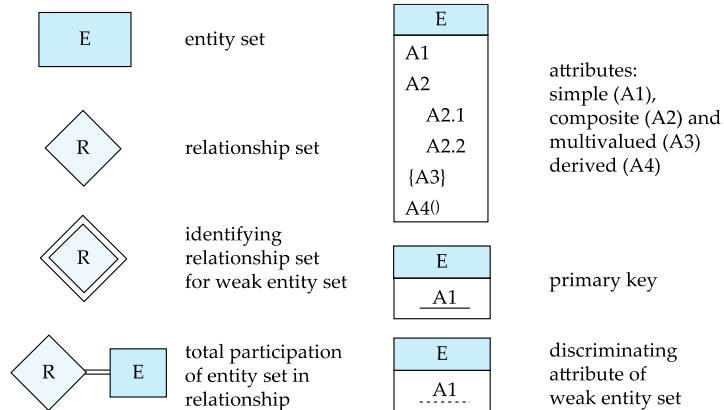 E
entity set
R
relationship set
R
identifying
relationship set
for weak entity set
R
E
total participation
of entity set in
relationship
E
A1
A2
A2.1
A2.2
{A3}
A4()
attributes:
simple (A1),
composite (A2) and
multivalued (A3)
derived (A4)
E
A1
primary key
E
A1
discriminating
attribute of
weak entity set